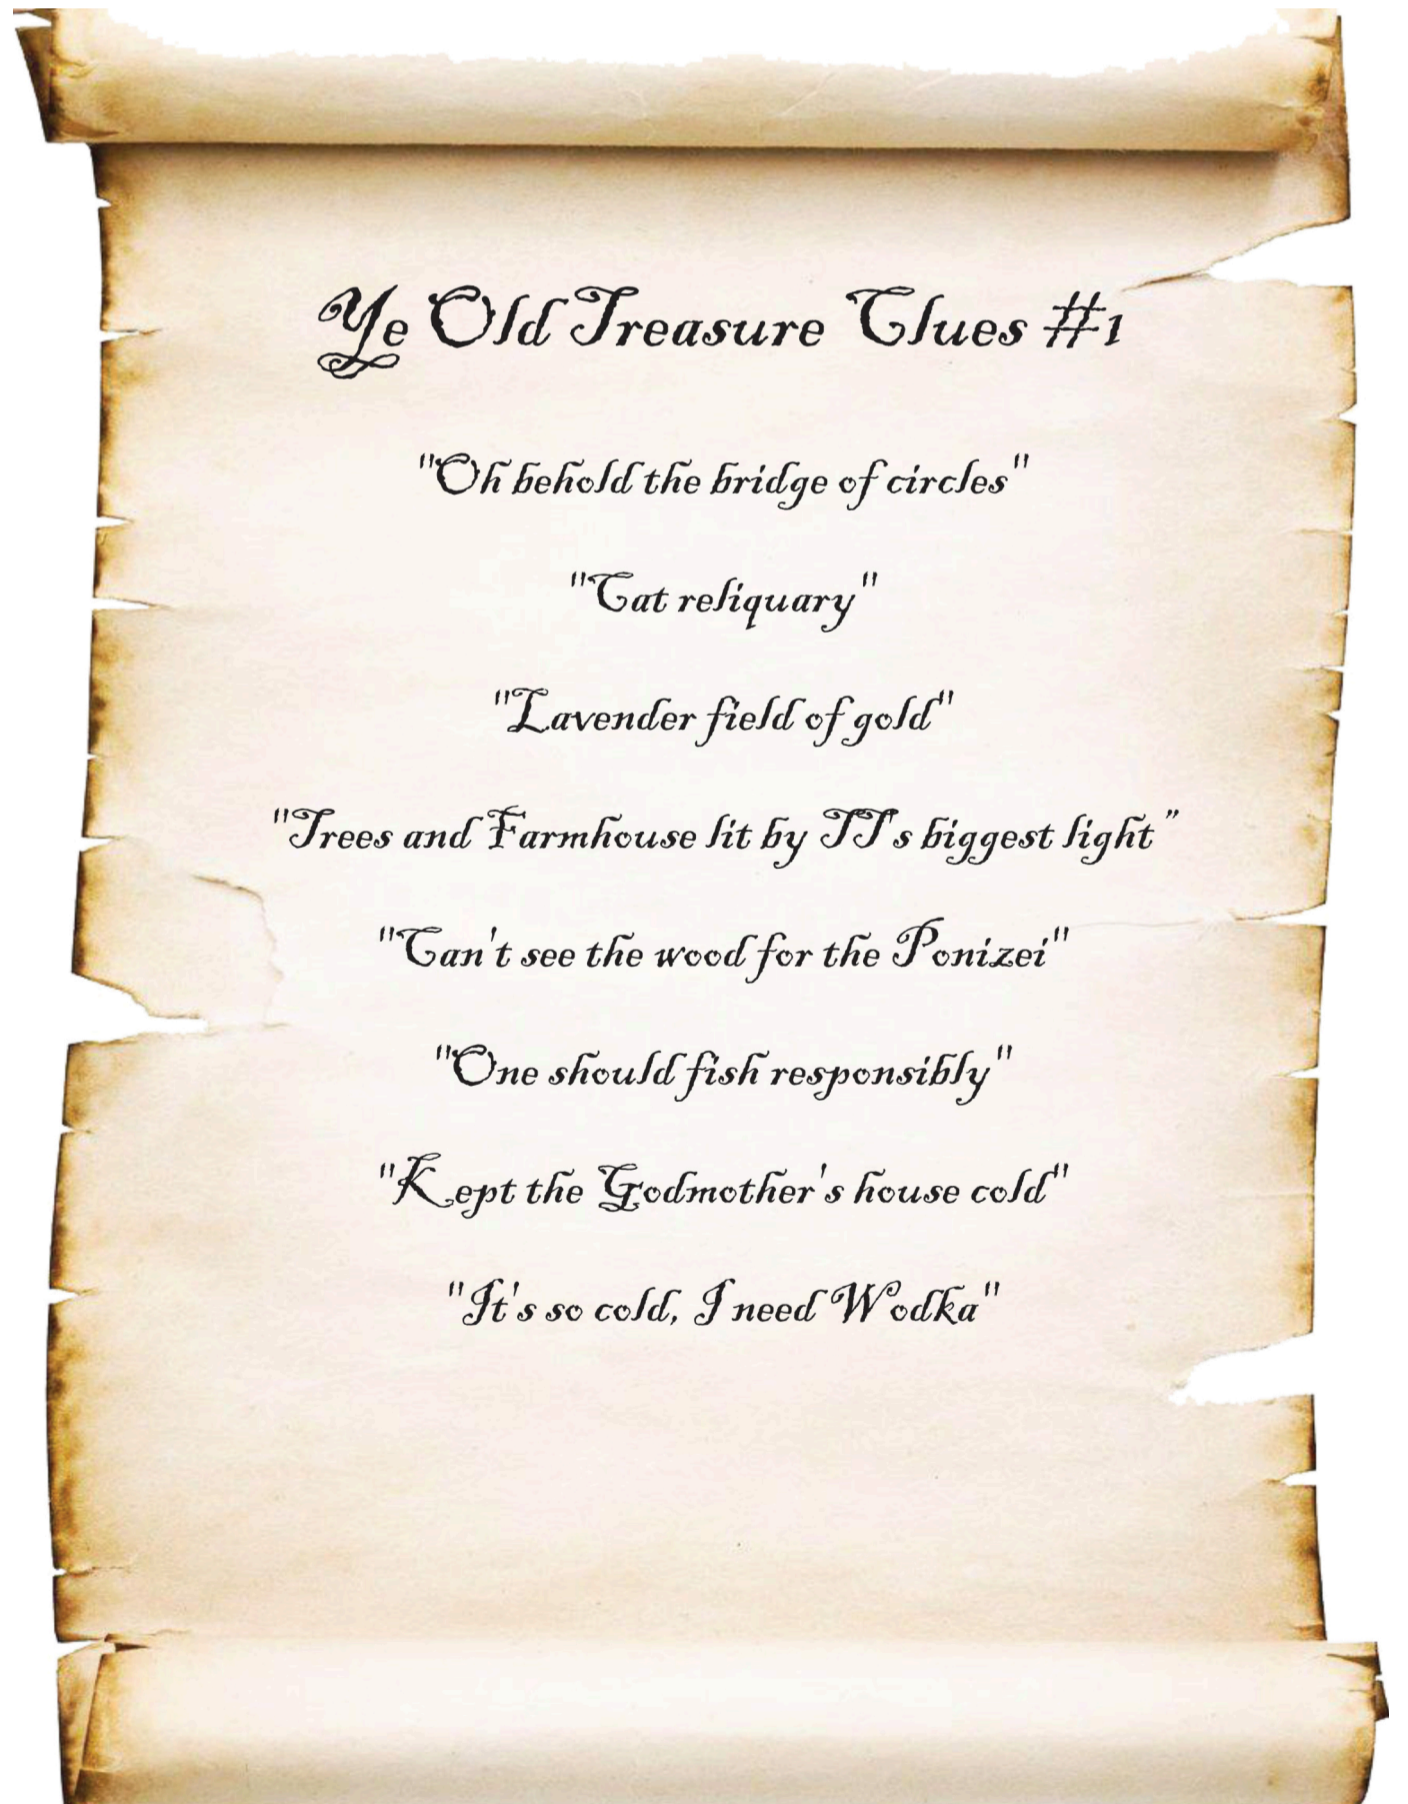 Ye Old Treasure Clues #1
"Oh behold the bridge of circles"
"Cat reliquary"
"Lavender field of gold"
"Trees and Farmhouse lit by TJ's biggest light"
"Can't see the wood for the Ponizei"
"One should fish responsibly"
"Kept the Godmother's house cold"
"It's so cold, I need Wodka"